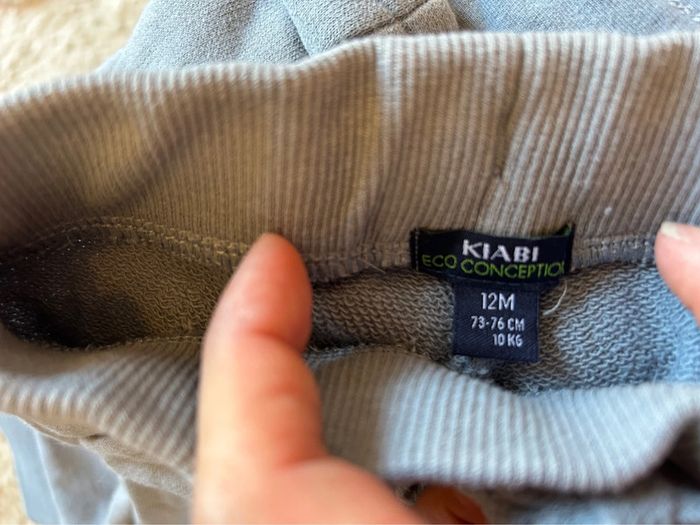 KIABI
ECO CONCEPTION
12M
73-76 CM
10 KG